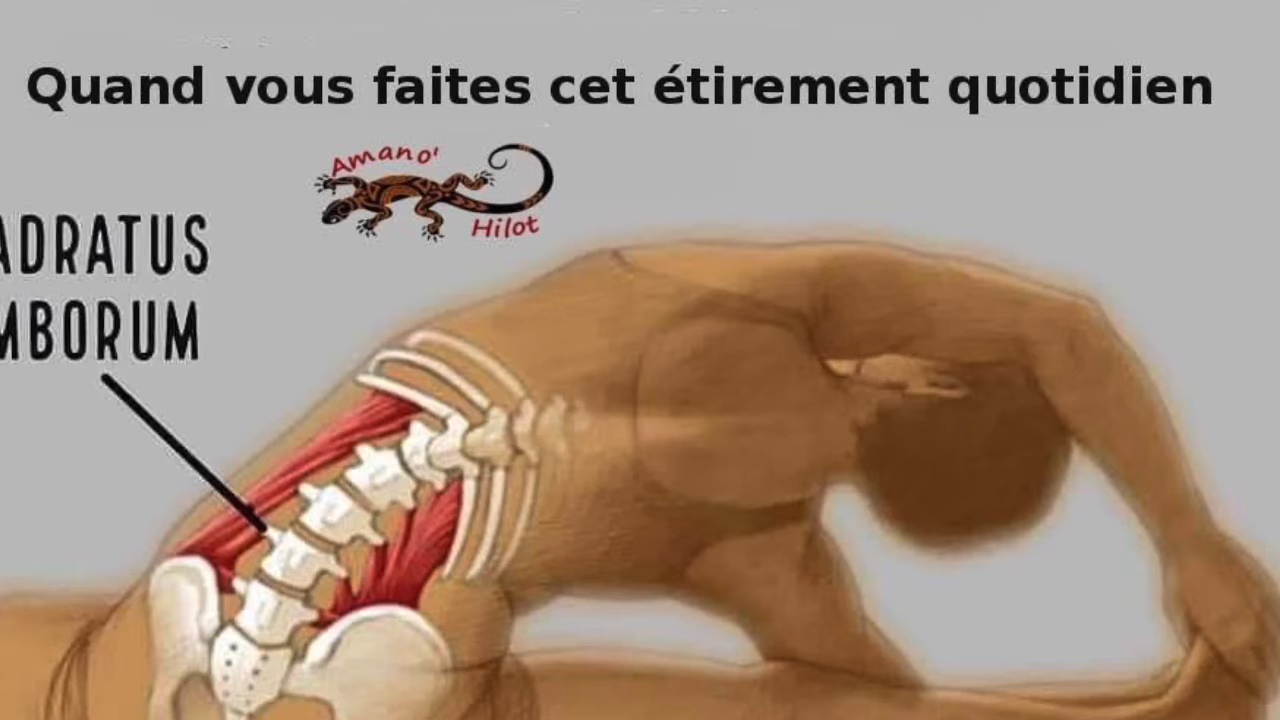 Quand vous faites cet étirement quotidien
Amano'
Hilot
ADRATUS
MBORUM